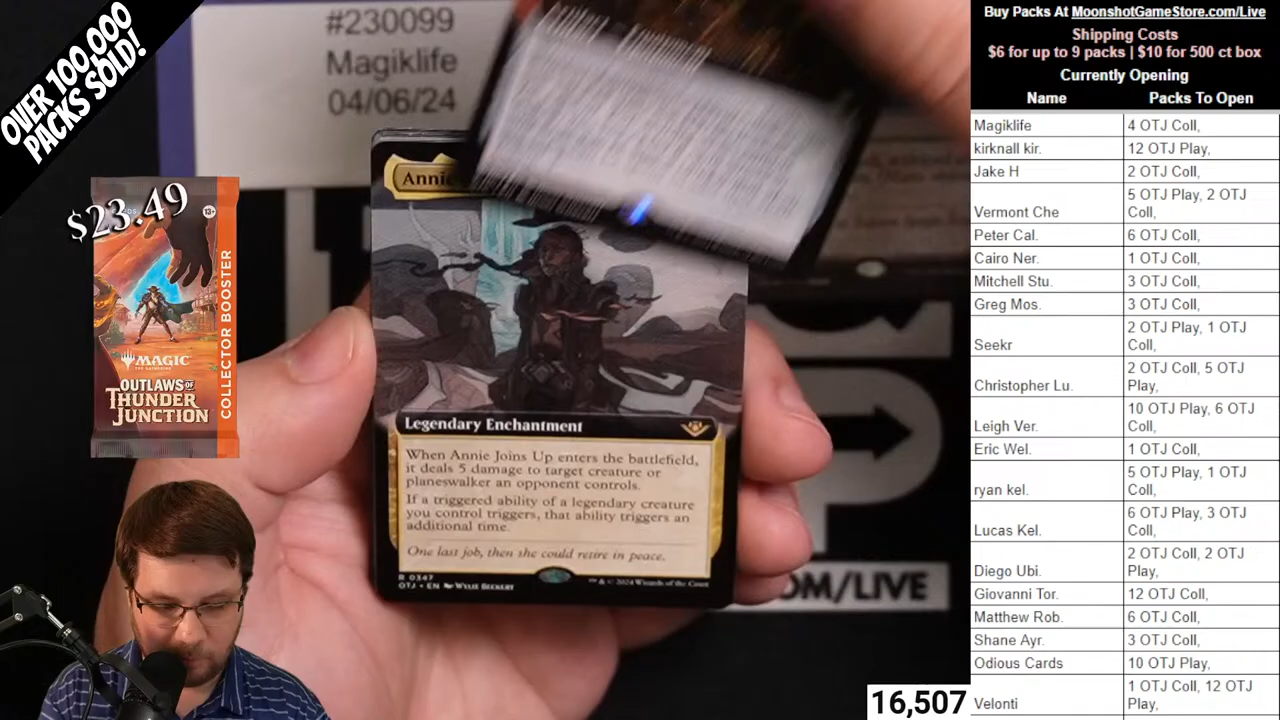 OVER 100,000
PACKS SOLD!
#230099
Magiklife
04/06/24
$23.49
13+
MAGIC
THE GATHERING
OUTLAWS OF
THUNDER
JUNCTION
COLLECTOR BOOSTER
Annie
Legendary Enchantment
When Annie Joins Up enters the battlefield,
it deals 5 damage to target creature or
planeswalker an opponent controls.
If a triggered ability of a legendary creature
you control triggers, that ability triggers an
additional time.
One last job, then she could retire in peace.
R 0347
OTJ • EN Wylie Beckert
™ & © 2024 Wizards of the Coast
OM/LIVE
16,507
Buy Packs At MoonshotGameStore.com/Live
Shipping Costs
$6 for up to 9 packs | $10 for 500 ct box
Currently Opening
Name Packs To Open
Magiklife 4 OTJ Coll,
kirknall kir. 12 OTJ Play,
Jake H 2 OTJ Coll,
Vermont Che 5 OTJ Play, 2 OTJ
Coll,
Peter Cal. 6 OTJ Coll,
Cairo Ner. 1 OTJ Coll,
Mitchell Stu. 3 OTJ Coll,
Greg Mos. 3 OTJ Coll,
Seekr 2 OTJ Play, 1 OTJ
Coll,
Christopher Lu. 2 OTJ Coll, 5 OTJ
Play,
Leigh Ver. 10 OTJ Play, 6 OTJ
Coll,
Eric Wel. 1 OTJ Coll,
ryan kel. 5 OTJ Play, 1 OTJ
Coll,
Lucas Kel. 6 OTJ Play, 3 OTJ
Coll,
Diego Ubi. 2 OTJ Coll, 2 OTJ
Play,
Giovanni Tor. 12 OTJ Coll,
Matthew Rob. 6 OTJ Coll,
Shane Ayr. 3 OTJ Coll,
Odious Cards 10 OTJ Play,
Velonti 1 OTJ Coll, 12 OTJ
Play,